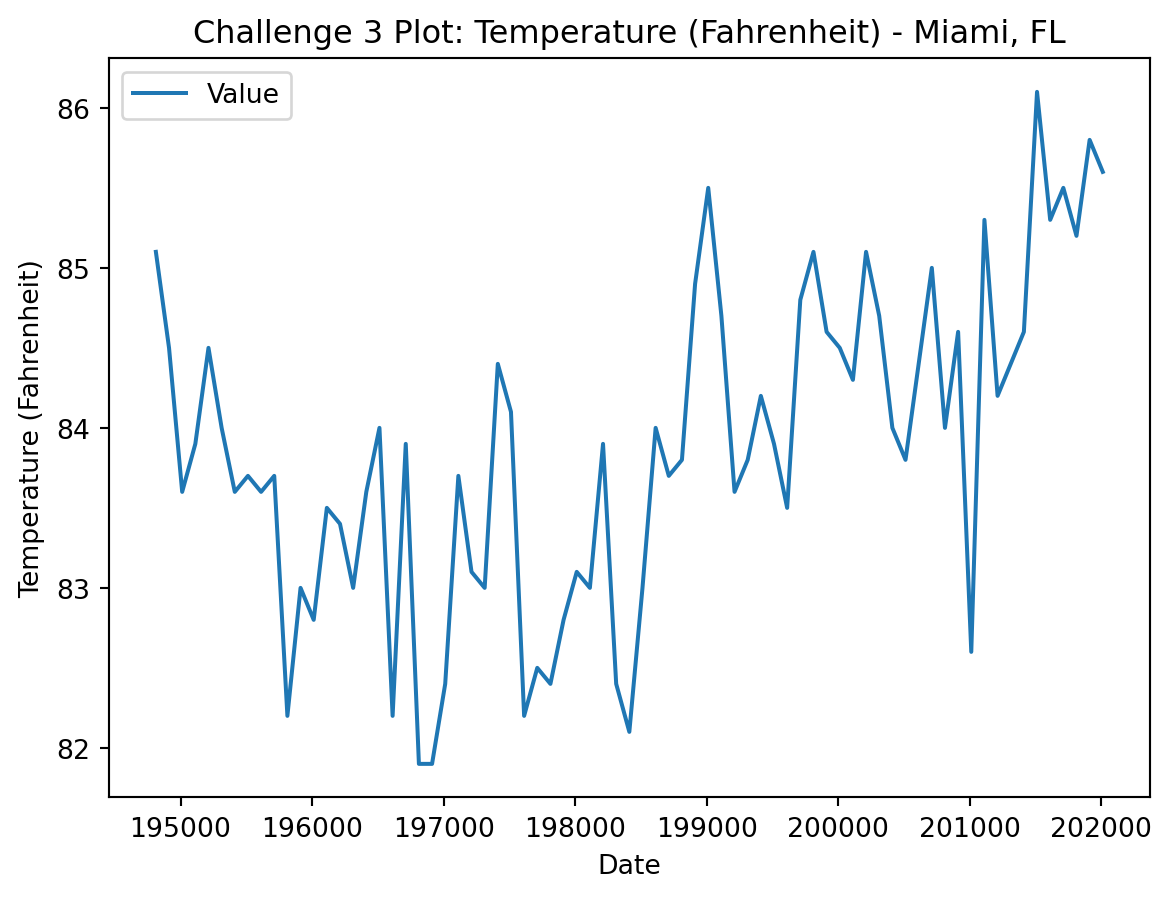 Challenge 3 Plot: Temperature (Fahrenheit) - Miami, FL
Value
86
85
84
83
82
Temperature (Fahrenheit)
195000 196000 197000 198000 199000 200000 201000 202000
Date